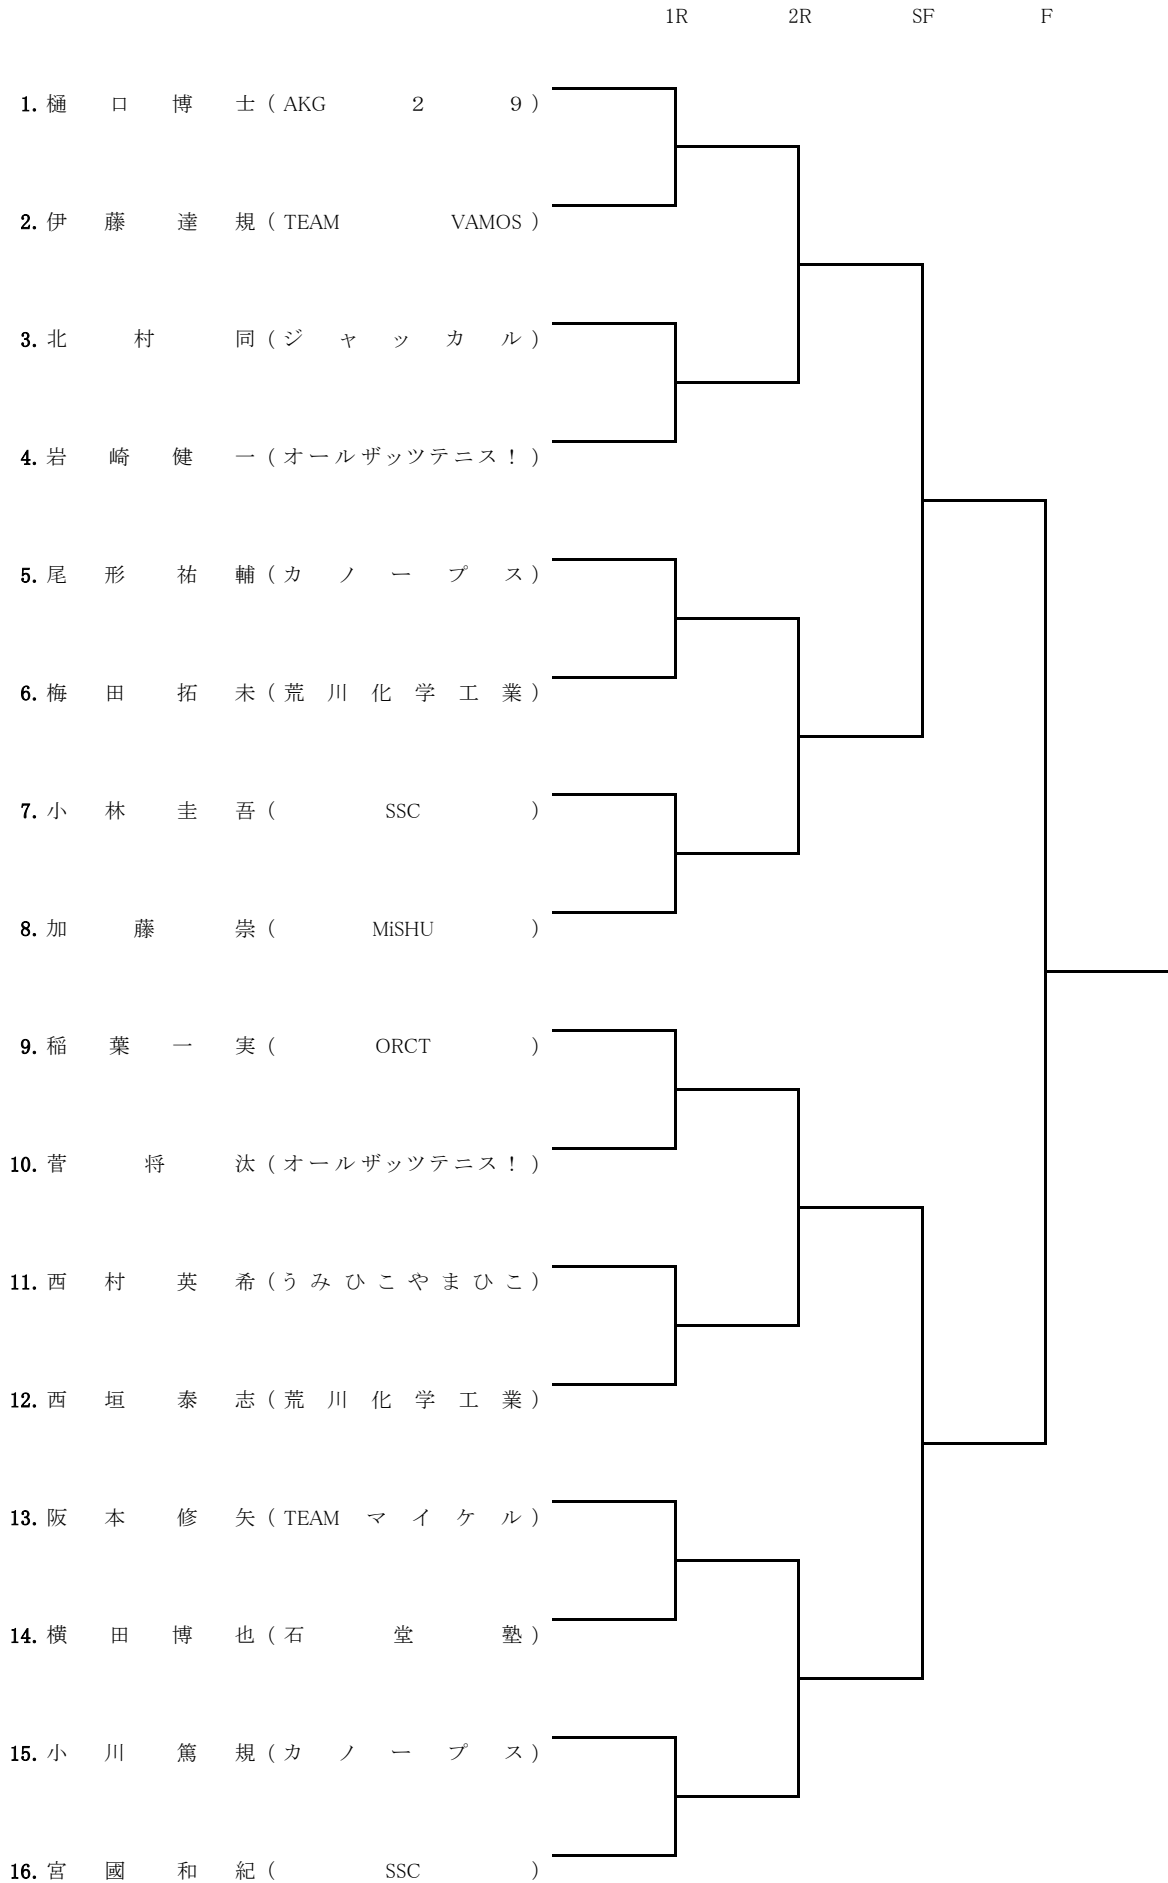 1R 2R SF F
1. 樋口博士 ( AKG ２９ )
2. 伊藤達規 ( TEAM VAMOS )
3. 北村同 ( ジャッカル )
4. 岩崎健一 ( オールザッツテニス！ )
5. 尾形祐輔 ( カノープス )
6. 梅田拓未 ( 荒川化学工業 )
7. 小林圭吾 ( SSC )
8. 加藤崇 ( MiSHU )
9. 稲葉一実 ( ORCT )
10. 菅将汰 ( オールザッツテニス！ )
11. 西村英希 ( うみひこやまひこ )
12. 西垣泰志 ( 荒川化学工業 )
13. 阪本修矢 ( TEAM マイケル )
14. 横田博也 ( 石堂塾 )
15. 小川篤規 ( カノープス )
16. 宮國和紀 ( SSC )